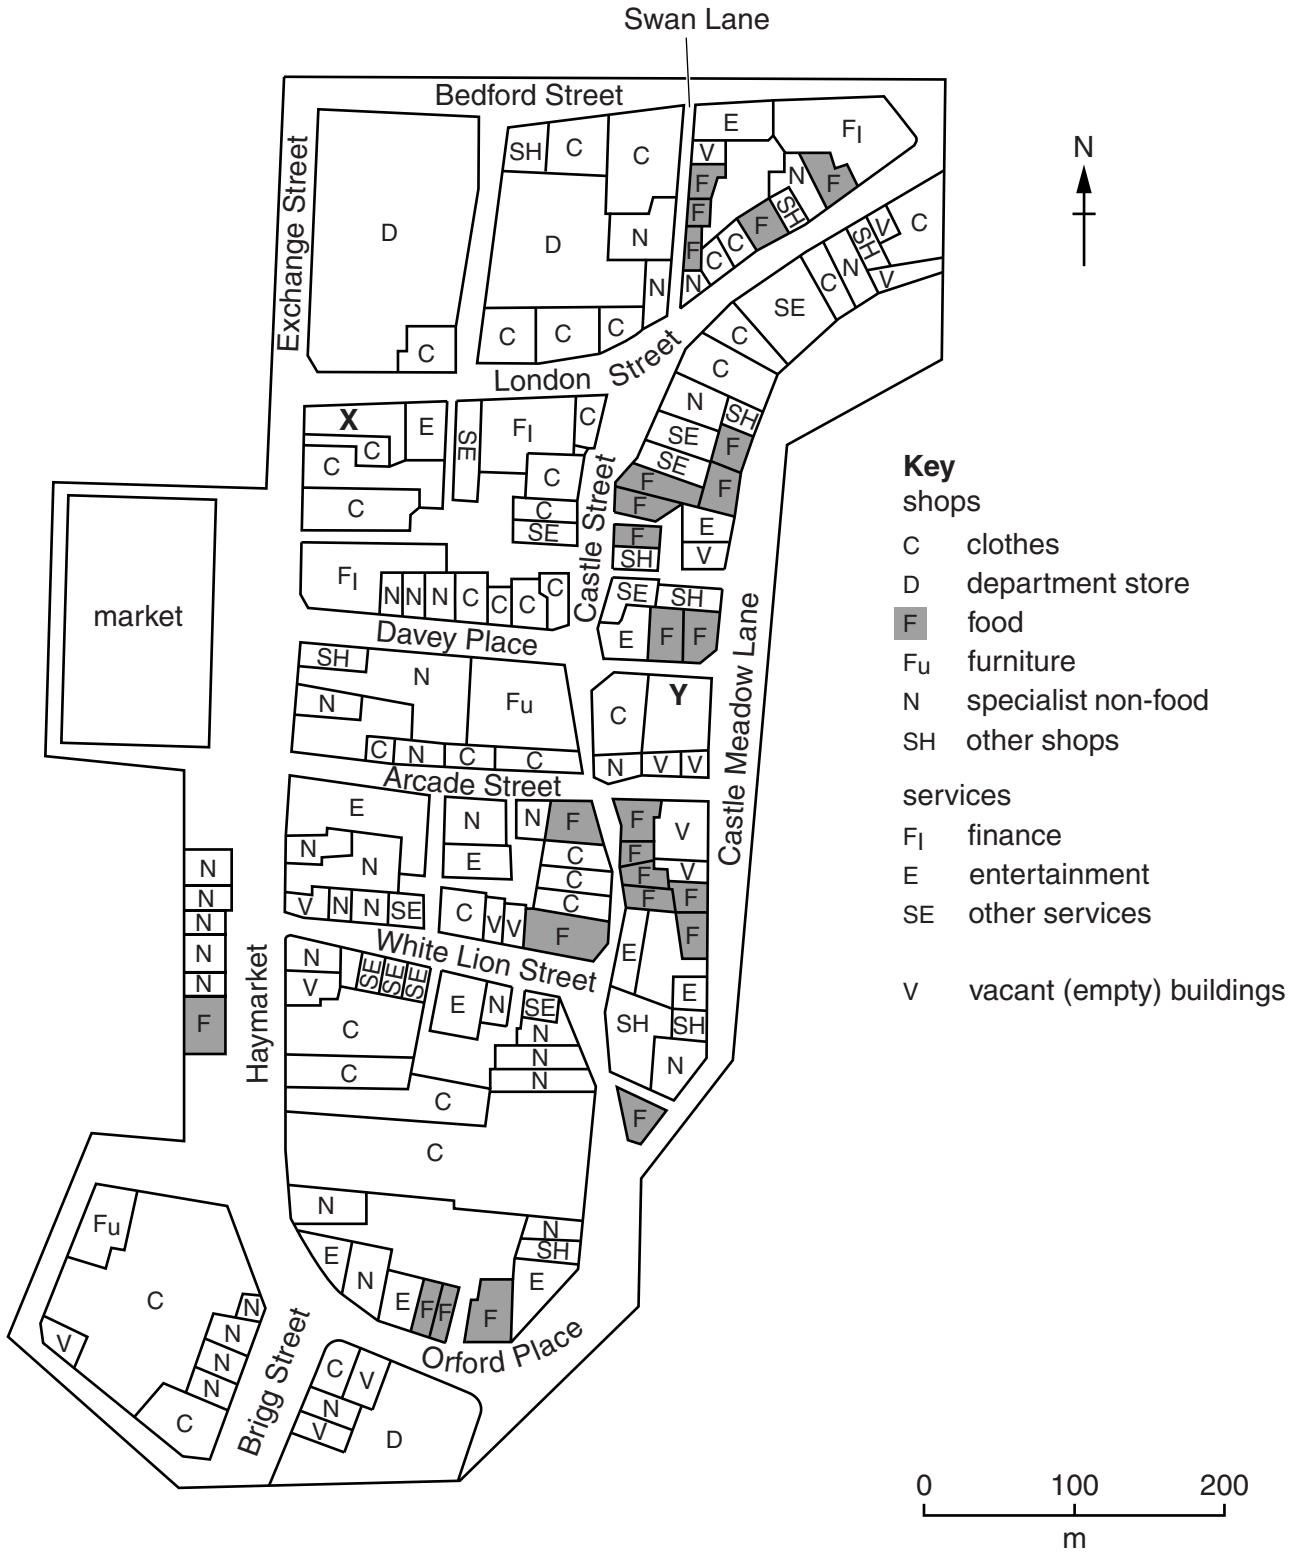 Swan Lane
Bedford Street
E
FI
SH
C
C
V
N
F
F
F
Exchange Street
D
D
N
F
SH
C
C
F
N
N
SH
V
C
C
N
V
SE
C
C
C
C
C
London Street
C
C
X
E
SE
FI
C
N
SH
C
C
C
C
SE
SE
F
F
F
F
C
SE
Castle Street
E
F
SH
V
FI
N
N
N
C
C
C
C
SE
SH
E
F
F
market
Davey Place
Castle Meadow Lane
SH
N
N
Fu
C
Y
C
N
C
C
N
V
V
Arcade Street
E
N
N
F
F
V
N
N
E
C
C
C
F
F
F
V
F
F
V
N
N
SE
C
V
V
F
E
N
N
N
N
N
F
Haymarket
White Lion Street
N
V
SE
SE
SE
E
N
SE
N
N
N
E
SH
SH
N
C
C
C
C
F
N
N
SH
E
N
E
F
F
F
E
Orford Place
Fu
C
V
N
N
N
N
C
Brigg Street
C
V
N
V
D
N
Key
shops
C clothes
D department store
F food
Fu furniture
N specialist non-food
SH other shops
services
FI finance
E entertainment
SE other services
V vacant (empty) buildings
0 100 200
m